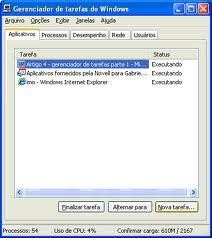 Gerenciador de tarefas do Windows
Arquivo Opções Exibir Janelas Ajuda
Aplicativos Processos Desempenho Rede Usuários
Tarefa Status
Artigo 4 - gerenciador de tarefas parte 1 - Mi... Executando
Aplicativos fornecidos pela Novell para Gabrie... Executando
imo - Windows Internet Explorer Executando
Finalizar tarefa Alternar para Nova tarefa...
Processos: 54 Uso de CPU: 4% Confirmar carga: 610M / 2167